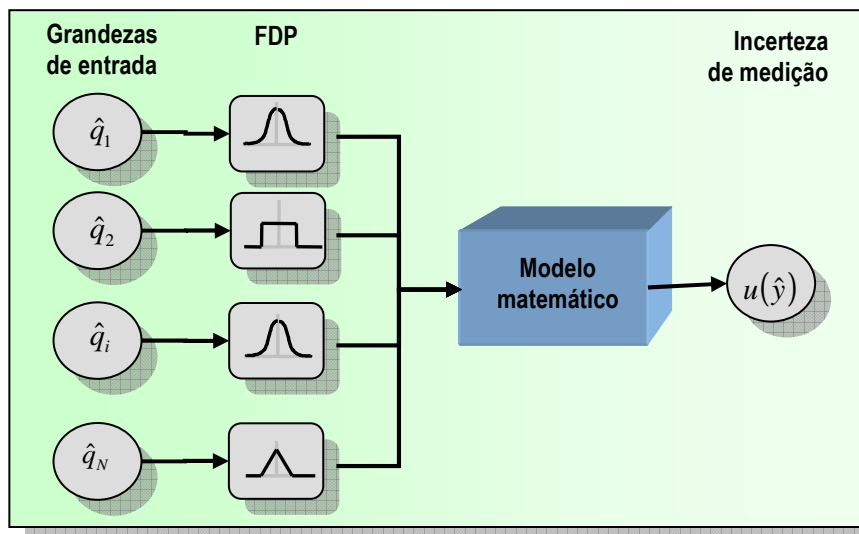 Grandezas
de entrada
FDP
Incerteza
de medição
q̂₁
q̂₂
q̂ᵢ
q̂_N
Modelo
matemático
u(ŷ)